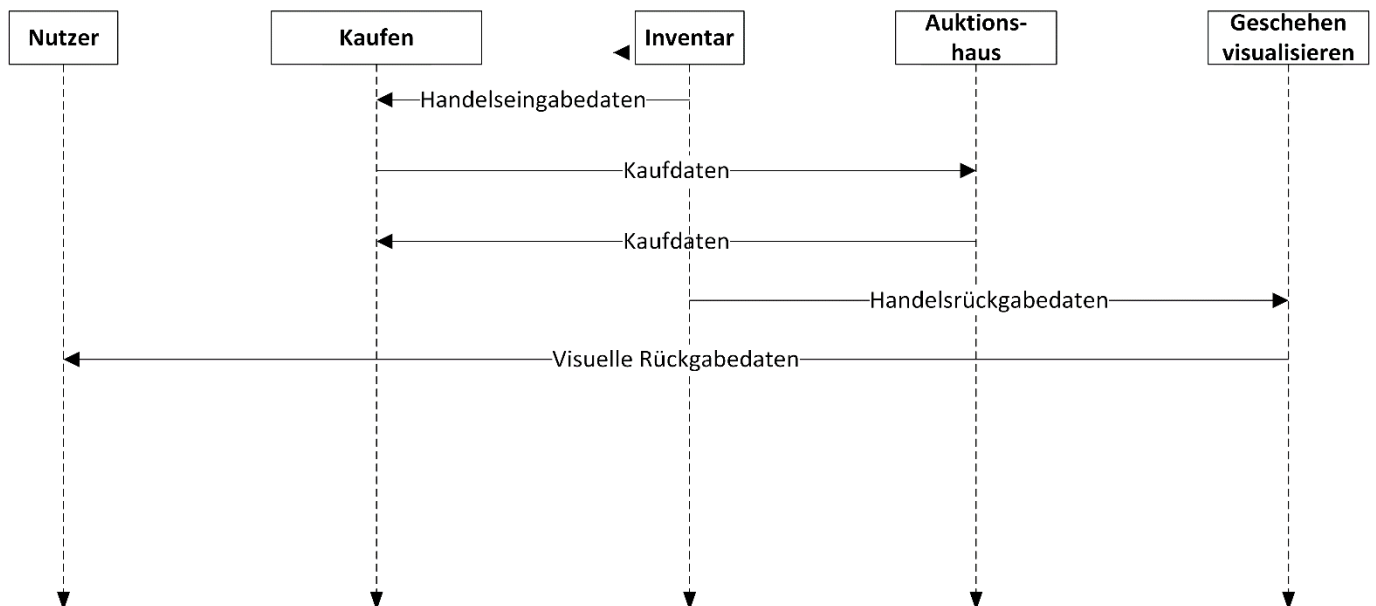 Nutzer
Kaufen
Inventar
Auktions-
haus
Geschehen
visualisieren
Handelseingabedaten
Kaufdaten
Kaufdaten
Handelsrückgabedaten
Visuelle Rückgabedaten